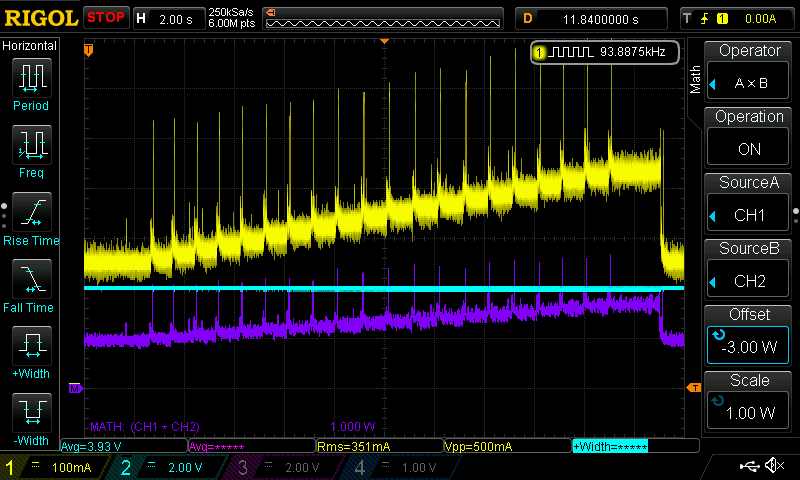 RIGOL STOP H 2.00 s 250kSa/s 6.00M pts D 11.8400000 s T 1 0.00A
Horizontal
Period
Freq
Rise Time
Fall Time
+Width
-Width
T
1 93.8875kHz
M
T
MATH: (CH1 * CH2) 1.000 W
Math
Operator
A × B
Operation
ON
SourceA
CH1
SourceB
CH2
Offset
-3.00 W
Scale
1.00 W
Avg=3.93 V Avg=***** Rms=351mA Vpp=500mA +Width=*****
1 100mA 2 2.00 V 3 2.00 V 4 1.00 V